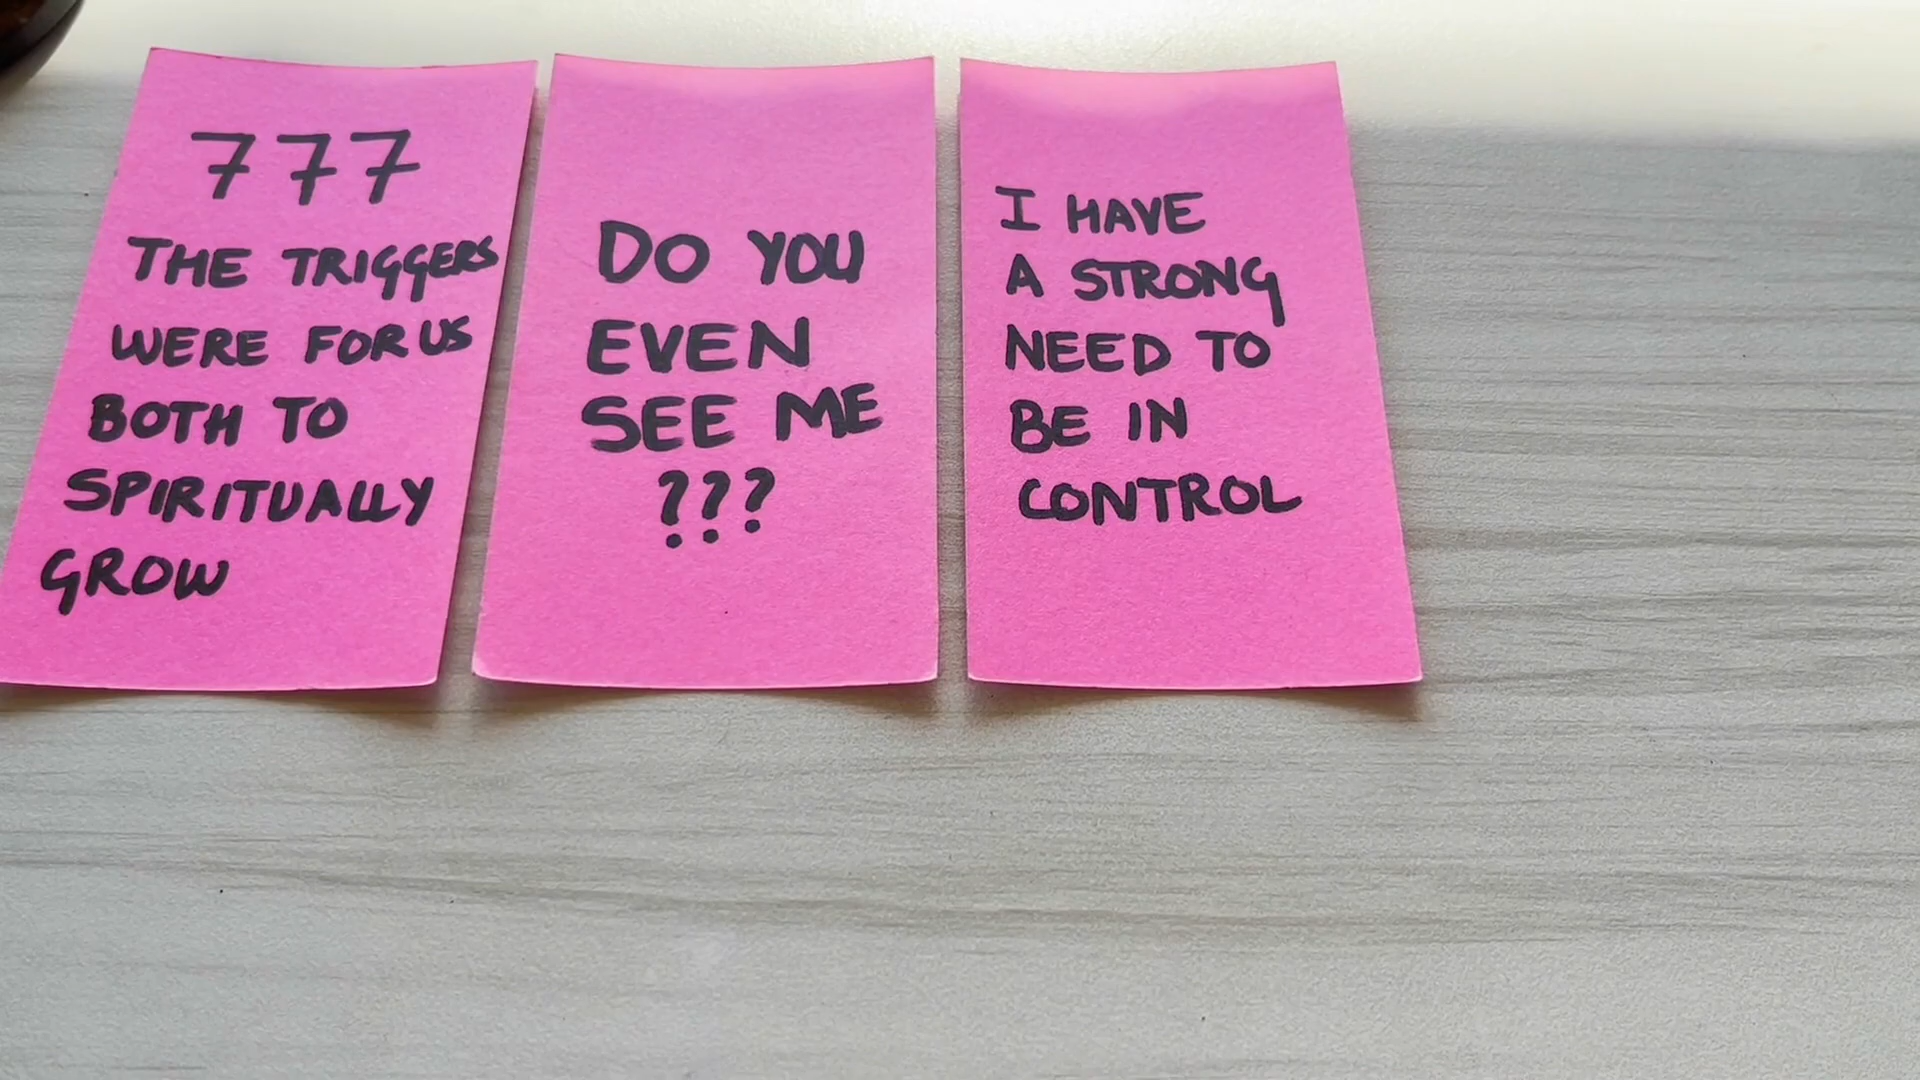 777
THE TRIGGERS
WERE FOR US
BOTH TO
SPIRITUALLY
GROW
DO YOU
EVEN
SEE ME
???
I HAVE
A STRONG
NEED TO
BE IN
CONTROL